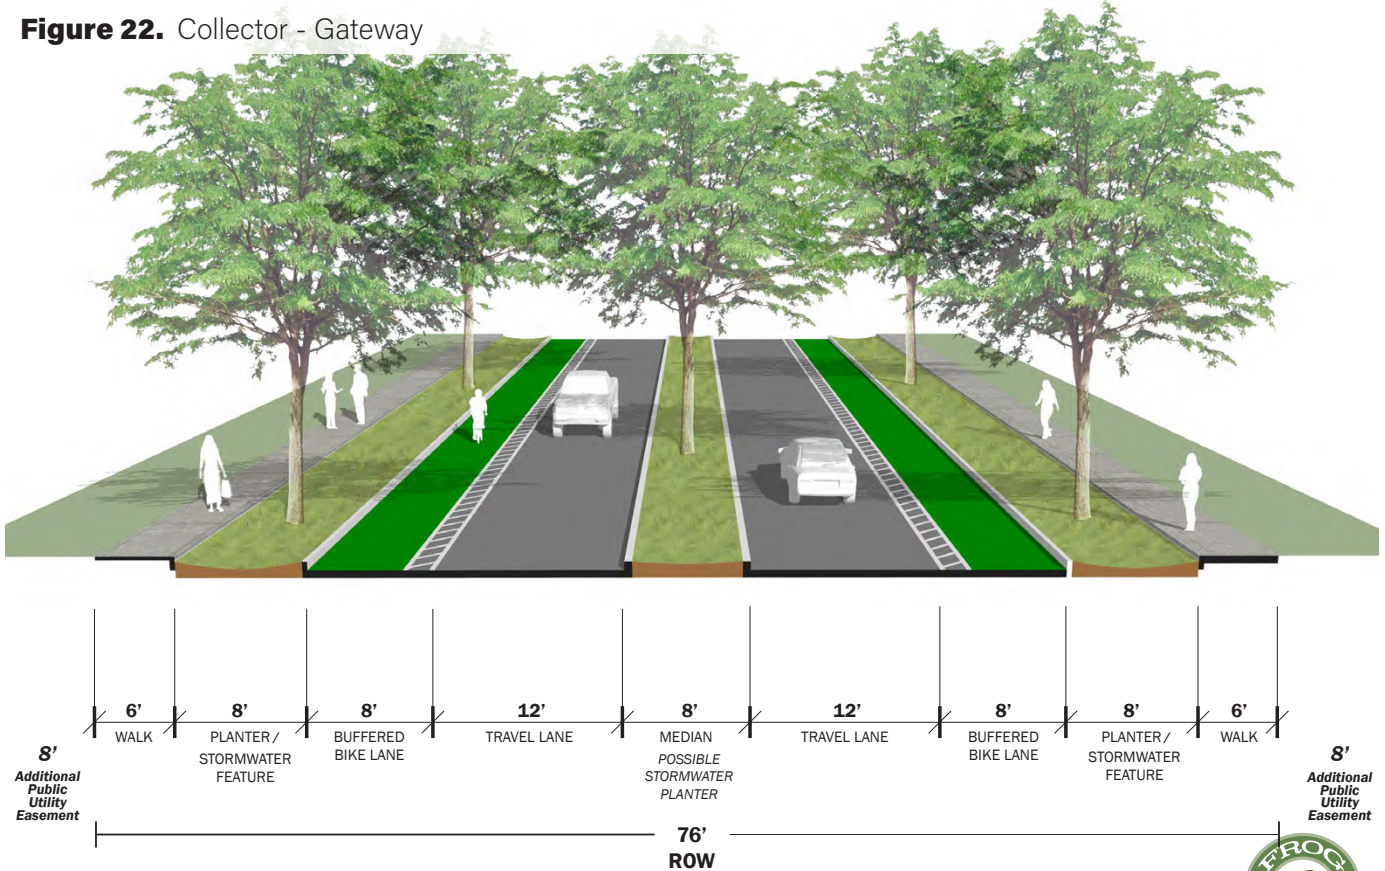 Figure 22. Collector - Gateway
6’ 8’ 8’ 12’ 8’ 12’ 8’ 8’ 6’
WALK
PLANTER /
STORMWATER
FEATURE
BUFFERED
BIKE LANE
TRAVEL LANE
MEDIAN
POSSIBLE
STORMWATER
PLANTER
TRAVEL LANE
BUFFERED
BIKE LANE
PLANTER /
STORMWATER
FEATURE
WALK
8’
Additional
Public
Utility
Easement
8’
Additional
Public
Utility
Easement
76’
ROW
FROG